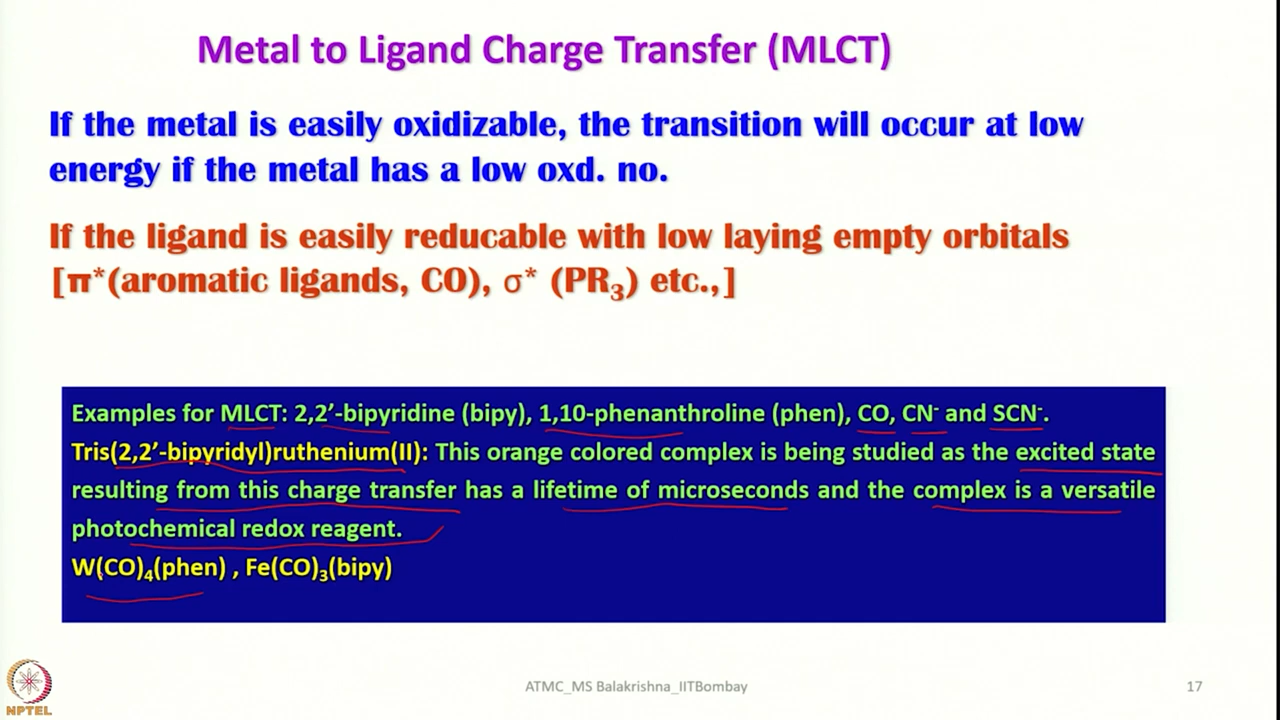 Metal to Ligand Charge Transfer (MLCT)
If the metal is easily oxidizable, the transition will occur at low
energy if the metal has a low oxd. no.
If the ligand is easily reducable with low laying empty orbitals
[π*(aromatic ligands, CO), σ* (PR₃) etc.,]
Examples for MLCT: 2,2’-bipyridine (bipy), 1,10-phenanthroline (phen), CO, CN⁻ and SCN⁻.
Tris(2,2’-bipyridyl)ruthenium(II): This orange colored complex is being studied as the excited state
resulting from this charge transfer has a lifetime of microseconds and the complex is a versatile
photochemical redox reagent.
W(CO)₄(phen) , Fe(CO)₃(bipy)
NPTEL
ATMC_MS Balakrishna_IITBombay
17